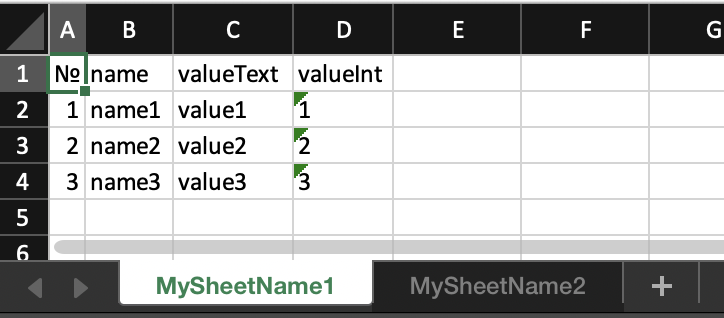 A B C D E F G
1 № name valueText valueInt
2 1 name1 value1 1
3 2 name2 value2 2
4 3 name3 value3 3
5
6
MySheetName1 MySheetName2 +